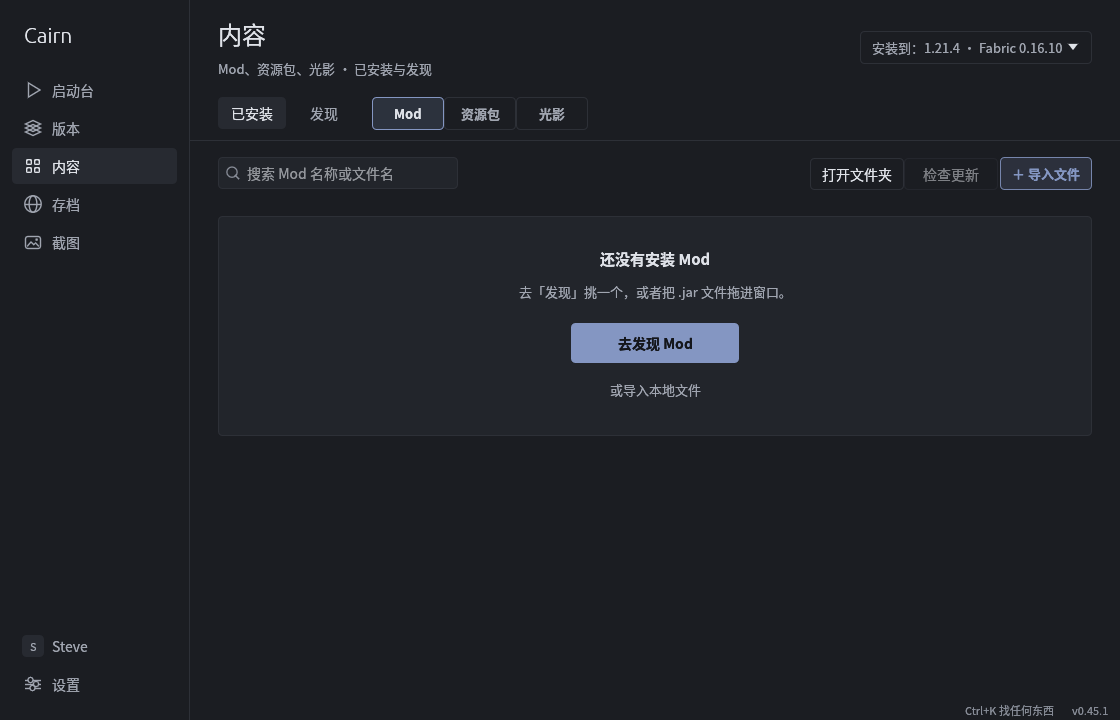 Cairn
启动台
版本
内容
存档
截图
S Steve
设置
内容
Mod、资源包、光影 · 已安装与发现
安装到: 1.21.4 · Fabric 0.16.10
已安装 发现 Mod 资源包 光影
搜索 Mod 名称或文件名
打开文件夹 检查更新 + 导入文件
还没有安装 Mod
去「发现」挑一个，或者把 .jar 文件拖进窗口。
去发现 Mod
或导入本地文件
Ctrl+K 找任何东西 v0.45.1